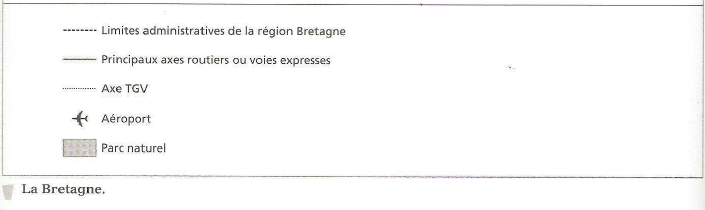 Limites administratives de la région Bretagne
Principaux axes routiers ou voies expresses
Axe TGV
Aéroport
Parc naturel
La Bretagne.